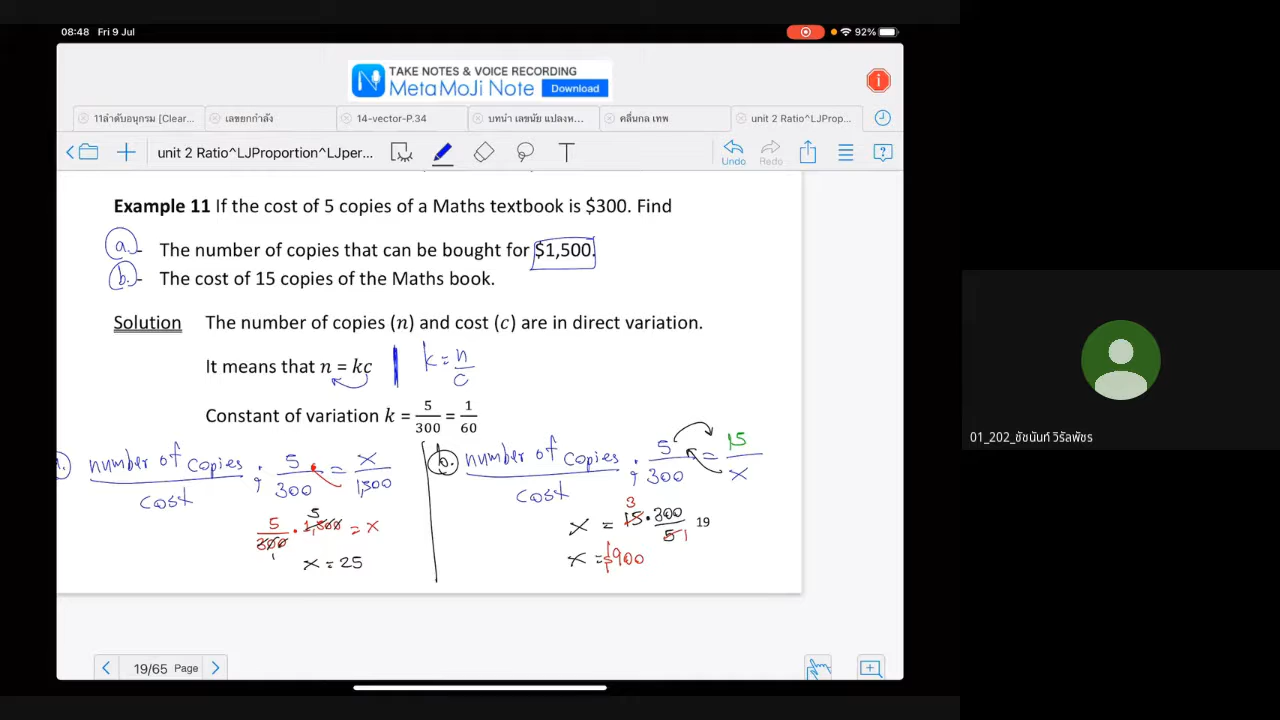 08:48 Fri 9 Jul
92%
TAKE NOTES & VOICE RECORDING
MetaMoJi Note Download
11ลำดับอนุกรม [Clear...
เลขยกกำลัง
14-vector-P.34
บทนำ เลขนัย แปลงห...
คลื่นกล เทพ
unit 2 Ratio^LJProp...
unit 2 Ratio^LJProportion^LJper...
Undo
Redo
Example 11 If the cost of 5 copies of a Maths textbook is $300. Find
a.- The number of copies that can be bought for $1,500.
b.- The cost of 15 copies of the Maths book.
Solution The number of copies (n) and cost (c) are in direct variation.
It means that n = kc | k = n/c
Constant of variation k = 5/300 = 1/60
a. number of copies / cost ; 5/300 = x/1,500
5/300 · 1,500 = x
5
1
x = 25
b. number of copies / cost ; 5/300 = 15/x
3
x = 15 · 300/5 19
1
x = $900
19/65 Page
01_202_ชัชนันท์ วิรัลพัชร